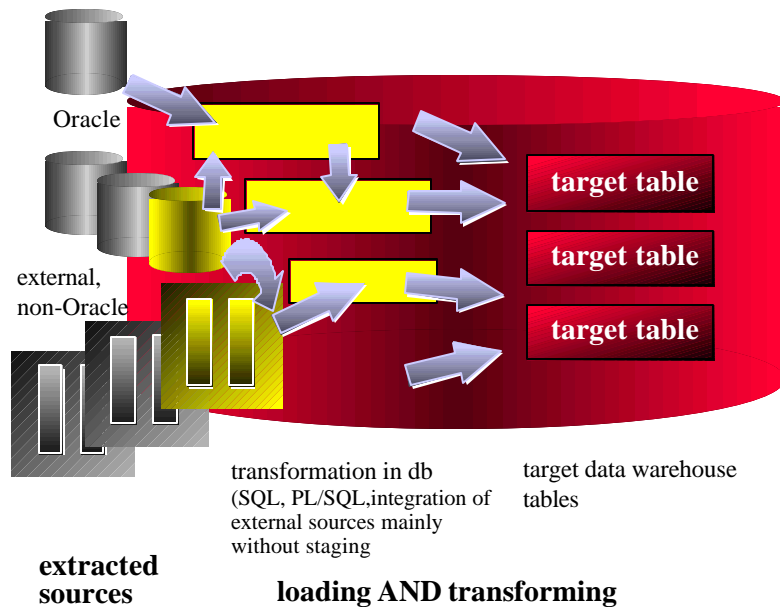 Oracle
external,
non-Oracle
target table
target table
target table
transformation in db
(SQL, PL/SQL,integration of
external sources mainly
without staging
target data warehouse
tables
extracted
sources
loading AND transforming